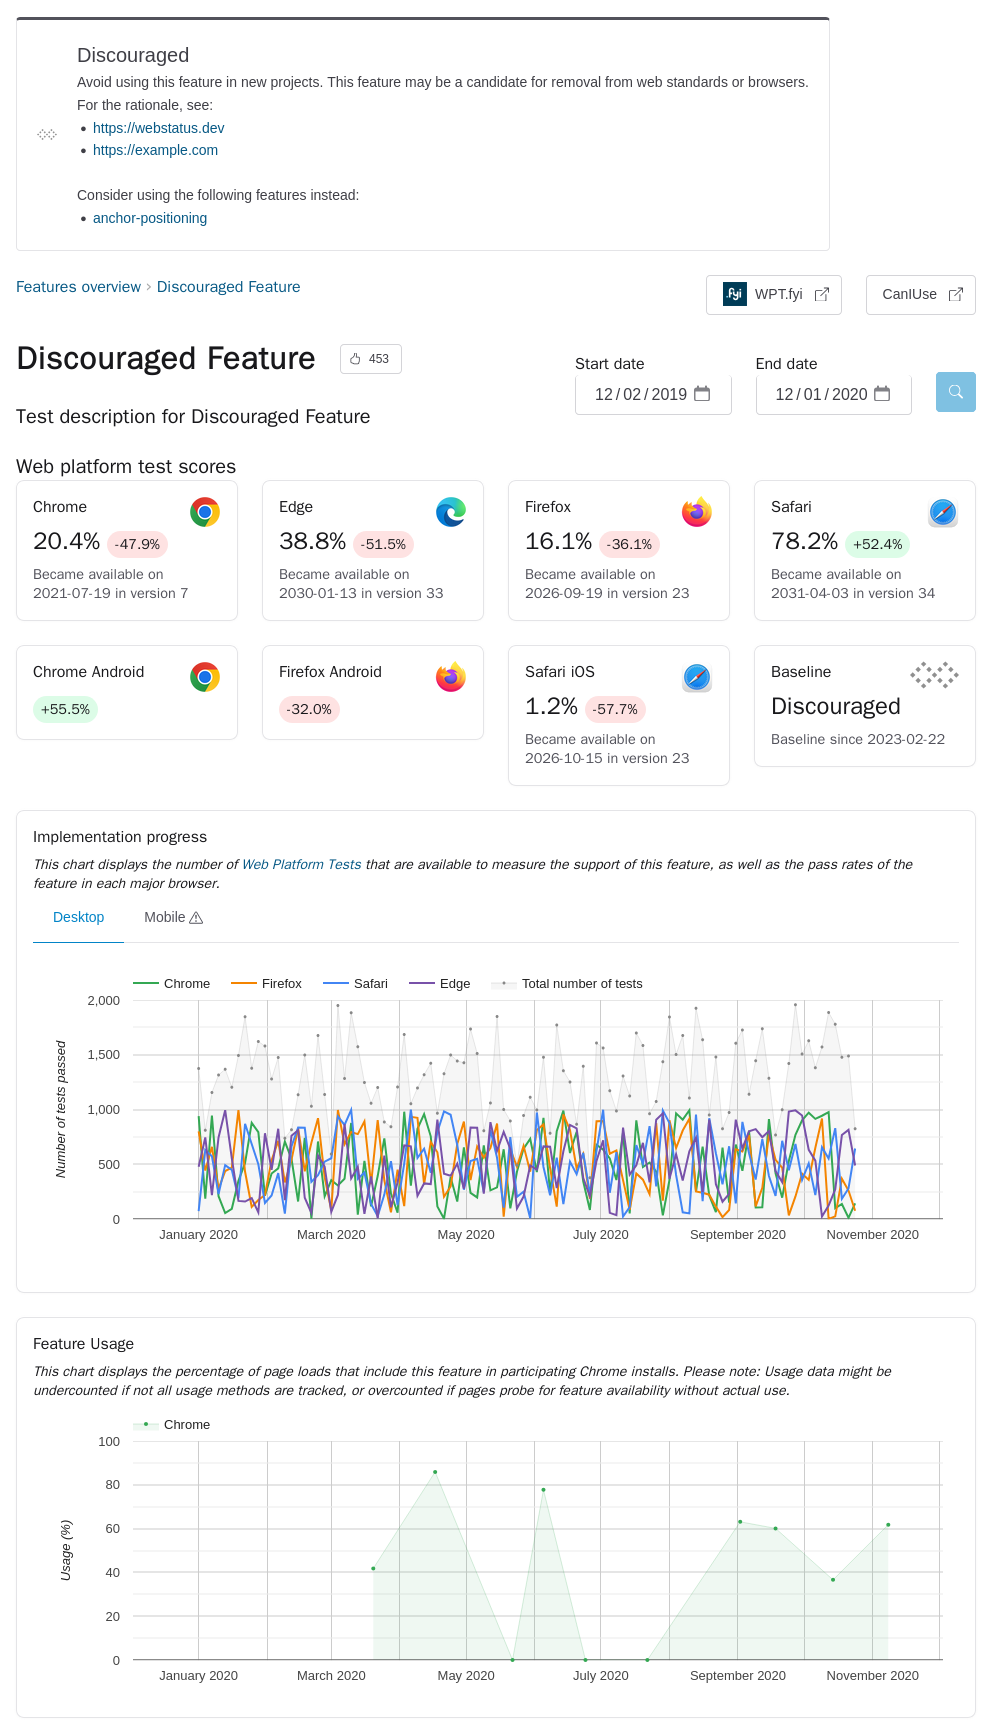 Discouraged
Avoid using this feature in new projects. This feature may be a candidate for removal from web standards or browsers.
For the rationale, see:
• https://webstatus.dev
• https://example.com
Consider using the following features instead:
• anchor-positioning
Features overview › Discouraged Feature
.fyi WPT.fyi
CanIUse
Discouraged Feature
453
Start date
End date
12/02/2019
12/01/2020
Test description for Discouraged Feature
Web platform test scores
Chrome
20.4% -47.9%
Became available on
2021-07-19 in version 7
Edge
38.8% -51.5%
Became available on
2030-01-13 in version 33
Firefox
16.1% -36.1%
Became available on
2026-09-19 in version 23
Safari
78.2% +52.4%
Became available on
2031-04-03 in version 34
Chrome Android
+55.5%
Firefox Android
-32.0%
Safari iOS
1.2% -57.7%
Became available on
2026-10-15 in version 23
Baseline
Discouraged
Baseline since 2023-02-22
Implementation progress
This chart displays the number of Web Platform Tests that are available to measure the support of this feature, as well as the pass rates of the
feature in each major browser.
Desktop
Mobile
Chrome Firefox Safari Edge Total number of tests
Number of tests passed
2,000
1,500
1,000
500
0
January 2020 March 2020 May 2020 July 2020 September 2020 November 2020
Feature Usage
This chart displays the percentage of page loads that include this feature in participating Chrome installs. Please note: Usage data might be
undercounted if not all usage methods are tracked, or overcounted if pages probe for feature availability without actual use.
Chrome
Usage (%)
100
80
60
40
20
0
January 2020 March 2020 May 2020 July 2020 September 2020 November 2020